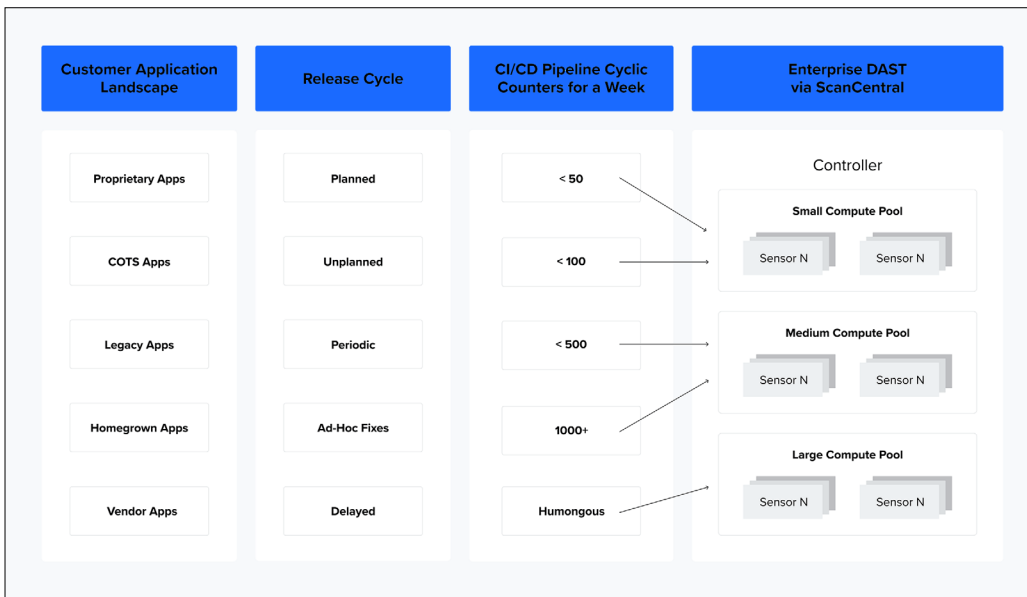 Customer Application
Landscape
Release Cycle
CI/CD Pipeline Cyclic
Counters for a Week
Enterprise DAST
via ScanCentral
Proprietary Apps
COTS Apps
Legacy Apps
Homegrown Apps
Vendor Apps
Planned
Unplanned
Periodic
Ad-Hoc Fixes
Delayed
< 50
< 100
< 500
1000+
Humongous
Controller
Small Compute Pool
Sensor N
Sensor N
Medium Compute Pool
Sensor N
Sensor N
Large Compute Pool
Sensor N
Sensor N